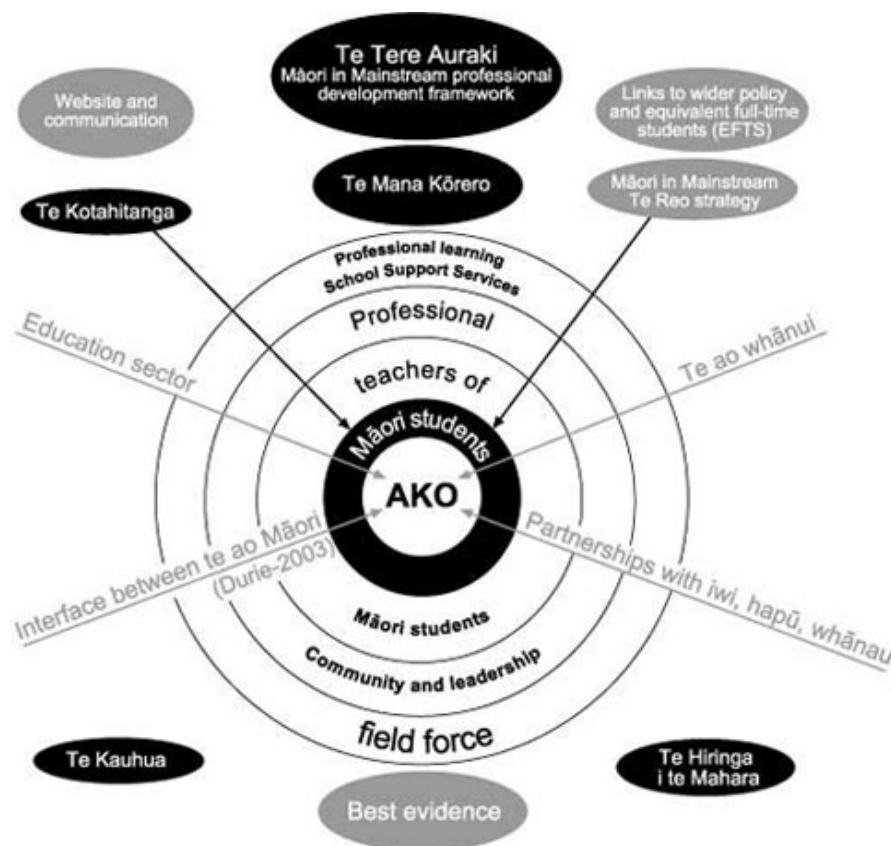 Te Tere Auraki
Māori in Mainstream professional
development framework
Website and
communication
Links to wider policy
and equivalent full-time
students (EFTS)
Te Mana Kōrero
Māori in Mainstream
Te Reo strategy
Te Kotahitanga
Professional learning
School Support Services
Professional
teachers of
Māori students
AKO
Education sector
Te ao whānui
Interface between te ao Māori
(Durie-2003)
Partnerships with iwi, hapū, whānau
Māori students
Community and leadership
field force
Te Kauhua
Te Hiringa
i te Mahara
Best evidence